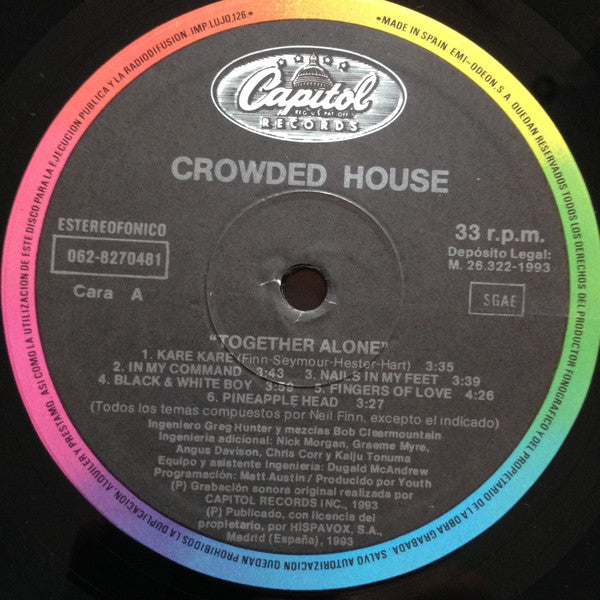 • MADE IN SPAIN. EMI-ODEON, S. A. QUEDAN RESERVADOS TODOS LOS DERECHOS DEL PRODUCTOR FONOGRAFICO Y DEL PROPIETARIO DE LA OBRA GRABADA. SALVO AUTORIZACION QUEDAN PROHIBIDOS LA DUPLICACION, ALQUILER Y PRESTAMO, ASI COMO LA UTILIZACION DE ESTE DISCO PARA LA EJECUCION PUBLICA Y LA RADIODIFUSION. IMP LUJO, 126 •
Capitol
REG. U.S. PAT. OFF.
RECORDS
CROWDED HOUSE
ESTEREOFONICO
062-8270481
Cara A
33 r.p.m.
Depósito Legal:
M. 26.322-1993
SGAE
"TOGETHER ALONE"
1. KARE KARE (Finn-Seymour-Hester-Hart) 3:35
2. IN MY COMMAND 3:43 3. NAILS IN MY FEET 3:39
4. BLACK & WHITE BOY 3:53 5. FINGERS OF LOVE 4:26
6. PINEAPPLE HEAD 3:27
(Todos los temas compuestos por Neil Finn, excepto el indicado)
Ingeniero Greg Hunter y mezclas Bob Clearmountain
Ingeniería adicional: Nick Morgan, Graeme Myre,
Angus Davison, Chris Corr y Kalju Tonuma
Equipo y asistente ingeniería: Dugald McAndrew
Programación: Matt Austin / Producido por Youth
(P) Grabación sonora original realizada por
CAPITOL RECORDS INC., 1993
(P) Publicado, con licencia del
propietario, por HISPAVOX, S.A.,
Madrid (España), 1993